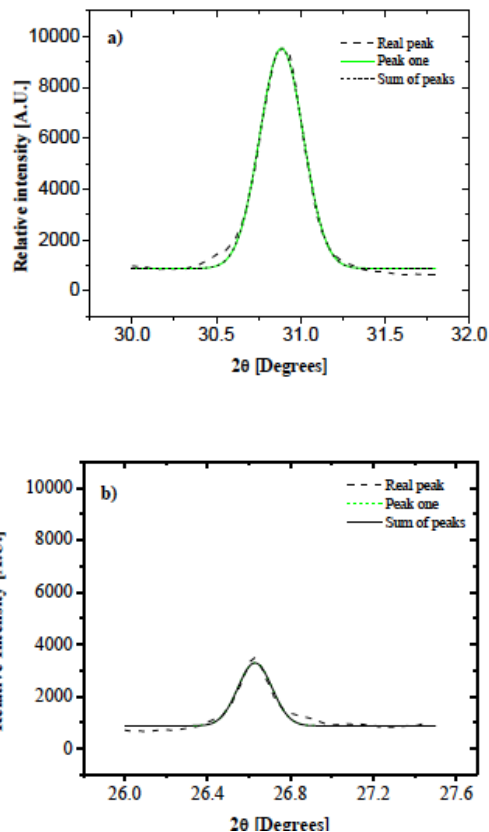 a)
Real peak
Peak one
Sum of peaks
Relative intensity [A.U.]
10000
8000
6000
4000
2000
0
30.0 30.5 31.0 31.5 32.0
2θ [Degrees]
b)
Real peak
Peak one
Sum of peaks
10000
8000
6000
4000
2000
0
26.0 26.4 26.8 27.2 27.6
2θ [Degrees]